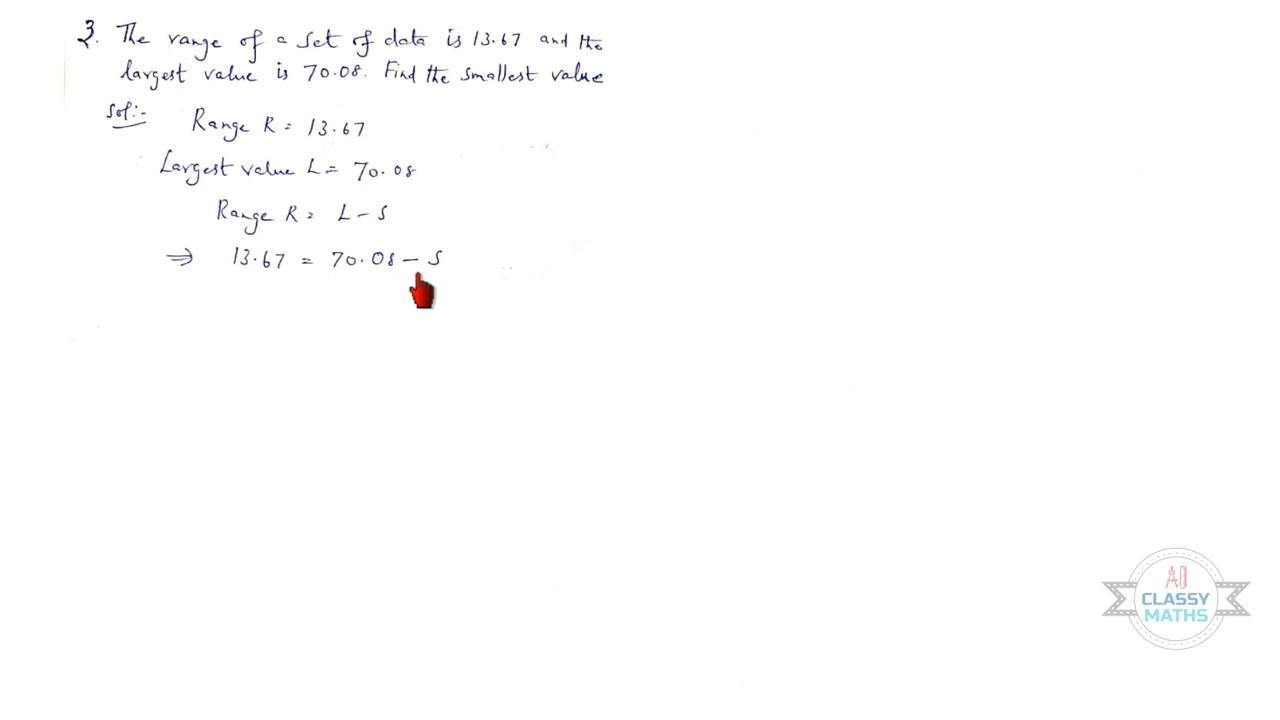 3. The range of a set of data is 13.67 and the
largest value is 70.08. Find the smallest value
Sol:-
Range R = 13.67
Largest value L = 70.08
Range R = L - S
⇒ 13.67 = 70.08 - S
CLASSY
MATHS